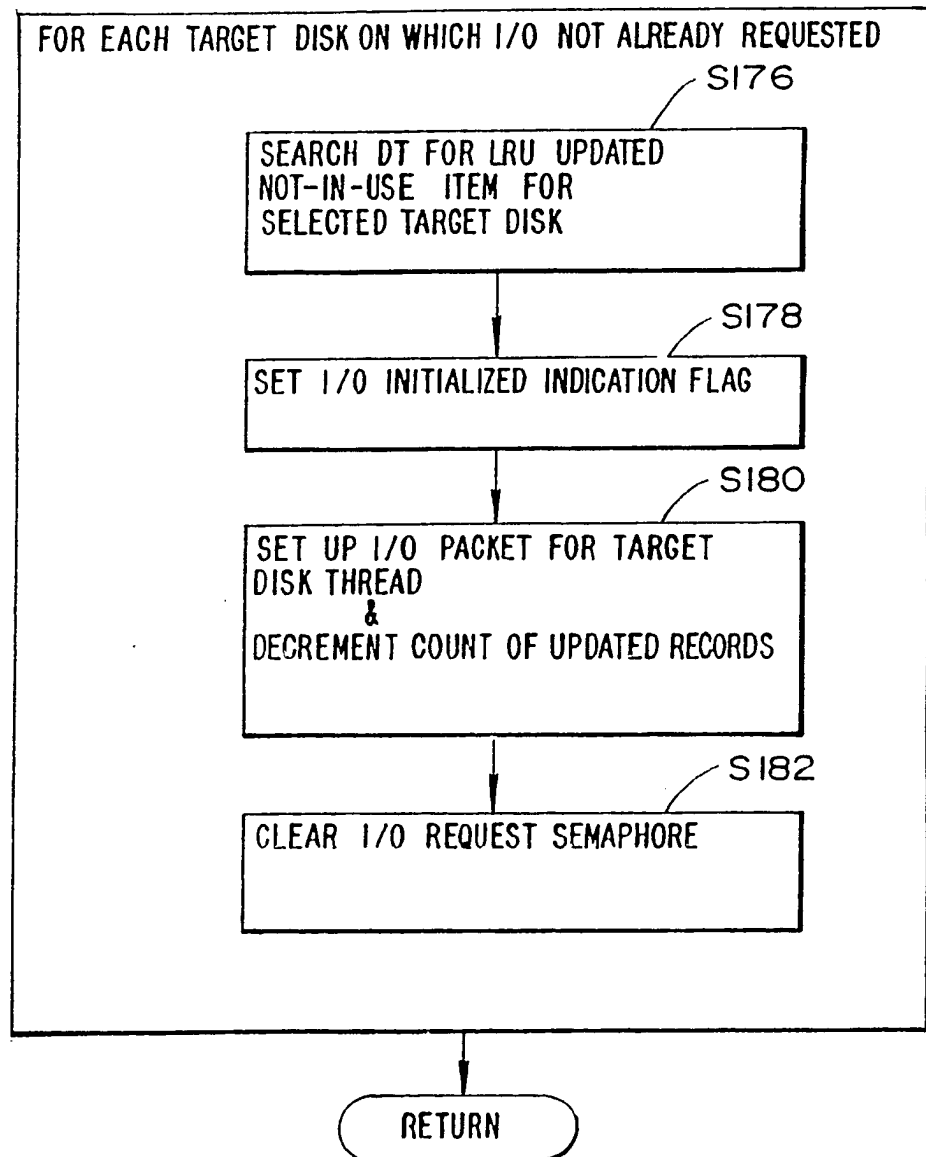 FOR EACH TARGET DISK ON WHICH I/O NOT ALREADY REQUESTED
S176
SEARCH DT FOR LRU UPDATED
NOT-IN-USE ITEM FOR
SELECTED TARGET DISK
S178
SET I/O INITIALIZED INDICATION FLAG
S180
SET UP I/O PACKET FOR TARGET
DISK THREAD
&
DECREMENT COUNT OF UPDATED RECORDS
S182
CLEAR I/O REQUEST SEMAPHORE
RETURN